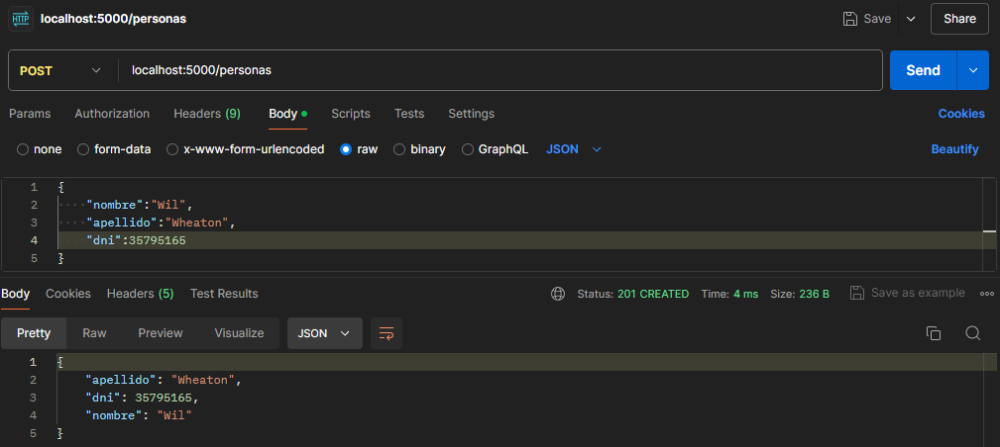 HTTP localhost:5000/personas Save Share
POST localhost:5000/personas Send
Params Authorization Headers (9) Body Scripts Tests Settings Cookies
none form-data x-www-form-urlencoded raw binary GraphQL JSON Beautify
1 {
2 "nombre":"Wil",
3 "apellido":"Wheaton",
4 "dni":35795165
5 }
Body Cookies Headers (5) Test Results Status: 201 CREATED Time: 4 ms Size: 236 B Save as example
Pretty Raw Preview Visualize JSON
1 {
2 "apellido": "Wheaton",
3 "dni": 35795165,
4 "nombre": "Wil"
5 }